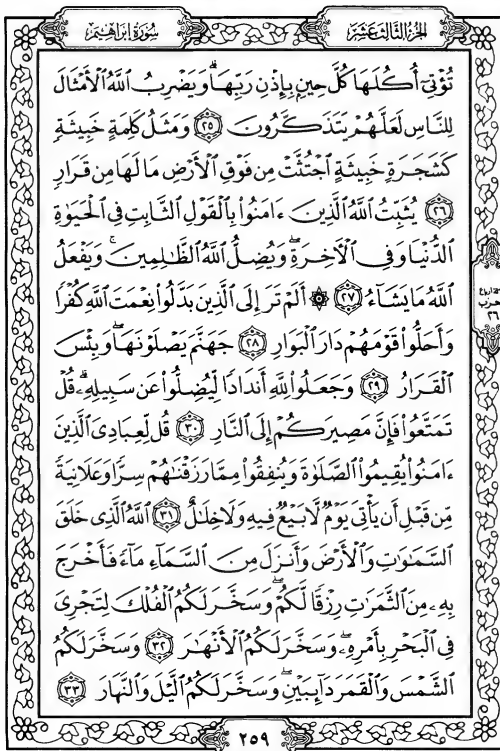 سُورَةُ إِبْرَاهِيمَ
الجُزْءُ الثَّالِثَ عَشَرَ
تُؤْتِىٓ أُكُلَهَا كُلَّ حِينٍۭ بِإِذْنِ رَبِّهَاۗ وَيَضْرِبُ ٱللَّهُ ٱلْأَمْثَالَ
لِلنَّاسِ لَعَلَّهُمْ يَتَذَكَّرُونَ ٢٥ وَمَثَلُ كَلِمَةٍ خَبِيثَةٍ
كَشَجَرَةٍ خَبِيثَةٍ ٱجْتُثَّتْ مِن فَوْقِ ٱلْأَرْضِ مَا لَهَا مِن قَرَارٍ
٢٦ يُثَبِّتُ ٱللَّهُ ٱلَّذِينَ ءَامَنُوا۟ بِٱلْقَوْلِ ٱلثَّابِتِ فِى ٱلْحَيَوٰةِ
ٱلدُّنْيَا وَفِى ٱلْـَٔاخِرَةِۖ وَيُضِلُّ ٱللَّهُ ٱلظَّـٰلِمِينَۚ وَيَفْعَلُ
ٱللَّهُ مَا يَشَآءُ ٢٧ ۞ أَلَمْ تَرَ إِلَى ٱلَّذِينَ بَدَّلُوا۟ نِعْمَتَ ٱللَّهِ كُفْرًا
وَأَحَلُّوا۟ قَوْمَهُمْ دَارَ ٱلْبَوَارِ ٢٨ جَهَنَّمَ يَصْلَوْنَهَاۖ وَبِئْسَ
ٱلْقَرَارُ ٢٩ وَجَعَلُوا۟ لِلَّهِ أَندَادًا لِّيُضِلُّوا۟ عَن سَبِيلِهِۦۗ قُلْ
تَمَتَّعُوا۟ فَإِنَّ مَصِيرَكُمْ إِلَى ٱلنَّارِ ٣٠ قُل لِّعِبَادِىَ ٱلَّذِينَ
ءَامَنُوا۟ يُقِيمُوا۟ ٱلصَّلَوٰةَ وَيُنفِقُوا۟ مِمَّا رَزَقْنَـٰهُمْ سِرًّا وَعَلَانِيَةً
مِّن قَبْلِ أَن يَأْتِىَ يَوْمٌ لَّا بَيْعٌ فِيهِ وَلَا خِلَـٰلٌ ٣١ ٱللَّهُ ٱلَّذِى خَلَقَ
ٱلسَّمَـٰوَٰتِ وَٱلْأَرْضَ وَأَنزَلَ مِنَ ٱلسَّمَآءِ مَآءً فَأَخْرَجَ
بِهِۦ مِنَ ٱلثَّمَرَٰتِ رِزْقًا لَّكُمْۖ وَسَخَّرَ لَكُمُ ٱلْفُلْكَ لِتَجْرِىَ
فِى ٱلْبَحْرِ بِأَمْرِهِۦۖ وَسَخَّرَ لَكُمُ ٱلْأَنْهَـٰرَ ٣٢ وَسَخَّرَ لَكُمُ
ٱلشَّمْسَ وَٱلْقَمَرَ دَآئِبَيْنِۖ وَسَخَّرَ لَكُمُ ٱلَّيْلَ وَٱلنَّهَارَ ٣٣
٢٥٩